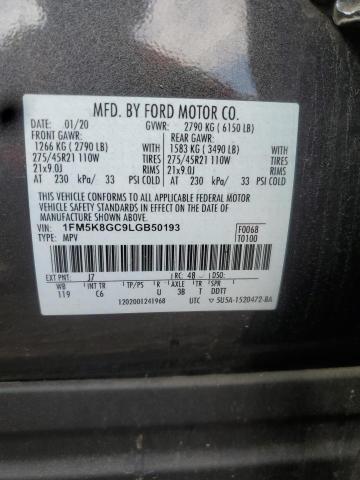 MFD. BY FORD MOTOR CO.
01/20 GVWR: 2790 KG ( 6150 LB)
FRONT GAWR: REAR GAWR:
1266 KG ( 2790 LB) WITH 1583 KG ( 3490 LB) WITH
275/45R21 110W TIRES 275/45R21 110W TIRES
21x9.0J RIMS 21x9.0J RIMS
AT 230 kPa/ 33 PSI COLD AT 230 kPa/ 33 PSI COLD
THIS VEHICLE CONFORMS TO ALL APPLICABLE FEDERAL MOTOR
VEHICLE SAFETY STANDARDS IN EFFECT ON THE DATE OF
MANUFACTURE SHOWN ABOVE.
VIN: 1FM5K8GC9LGB50193 F0068
TYPE: MPV T0100
EXT PNT: J7 RC: 48 DSO:
WB INT TR TP/PS R AXLE TR SPR
119 C6 U 3B T DDTT
1202001241968 UTC 5U5A-1520472-BA